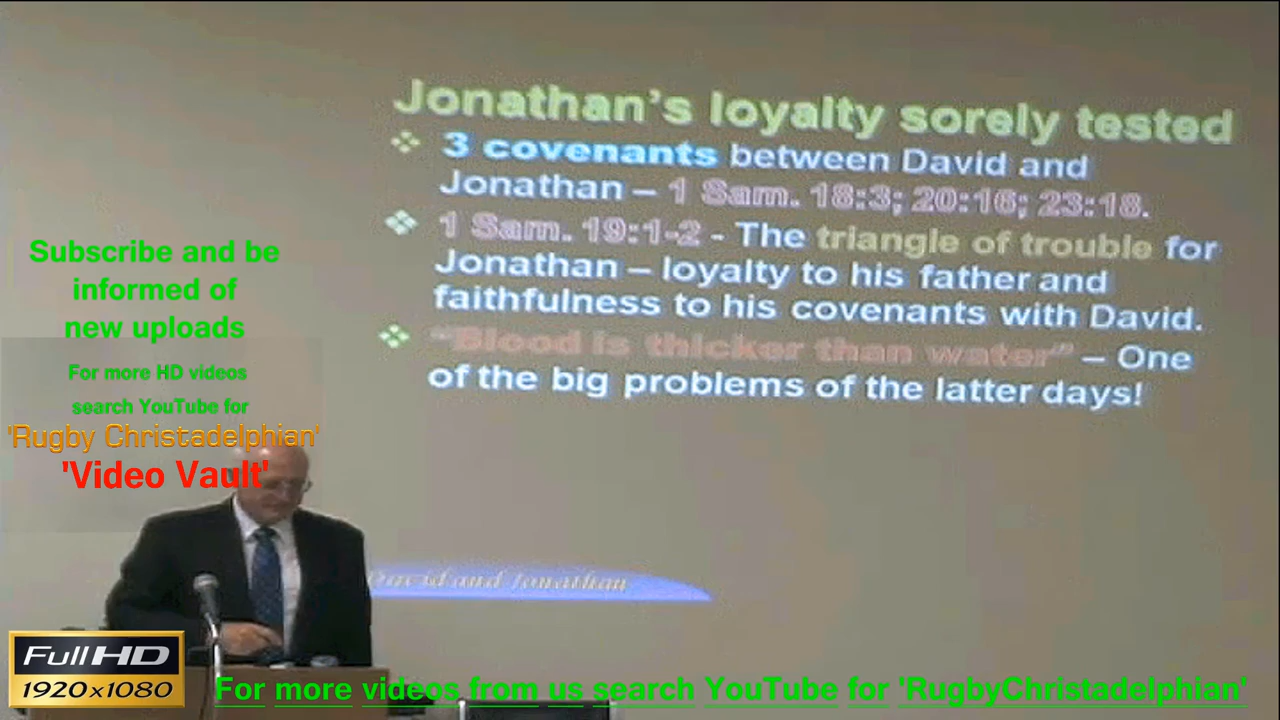 Jonathan’s loyalty sorely tested
3 covenants between David and
Jonathan – 1 Sam. 18:3; 20:16; 23:18.
1 Sam. 19:1-2 - The triangle of trouble for
Jonathan – loyalty to his father and
faithfulness to his covenants with David.
“Blood is thicker than water” – One
of the big problems of the latter days!
David and Jonathan
Subscribe and be
informed of
new uploads
For more HD videos
search YouTube for
'Rugby Christadelphian'
'Video Vault'
Full HD
1920x1080
For more videos from us search YouTube for 'RugbyChristadelphian'